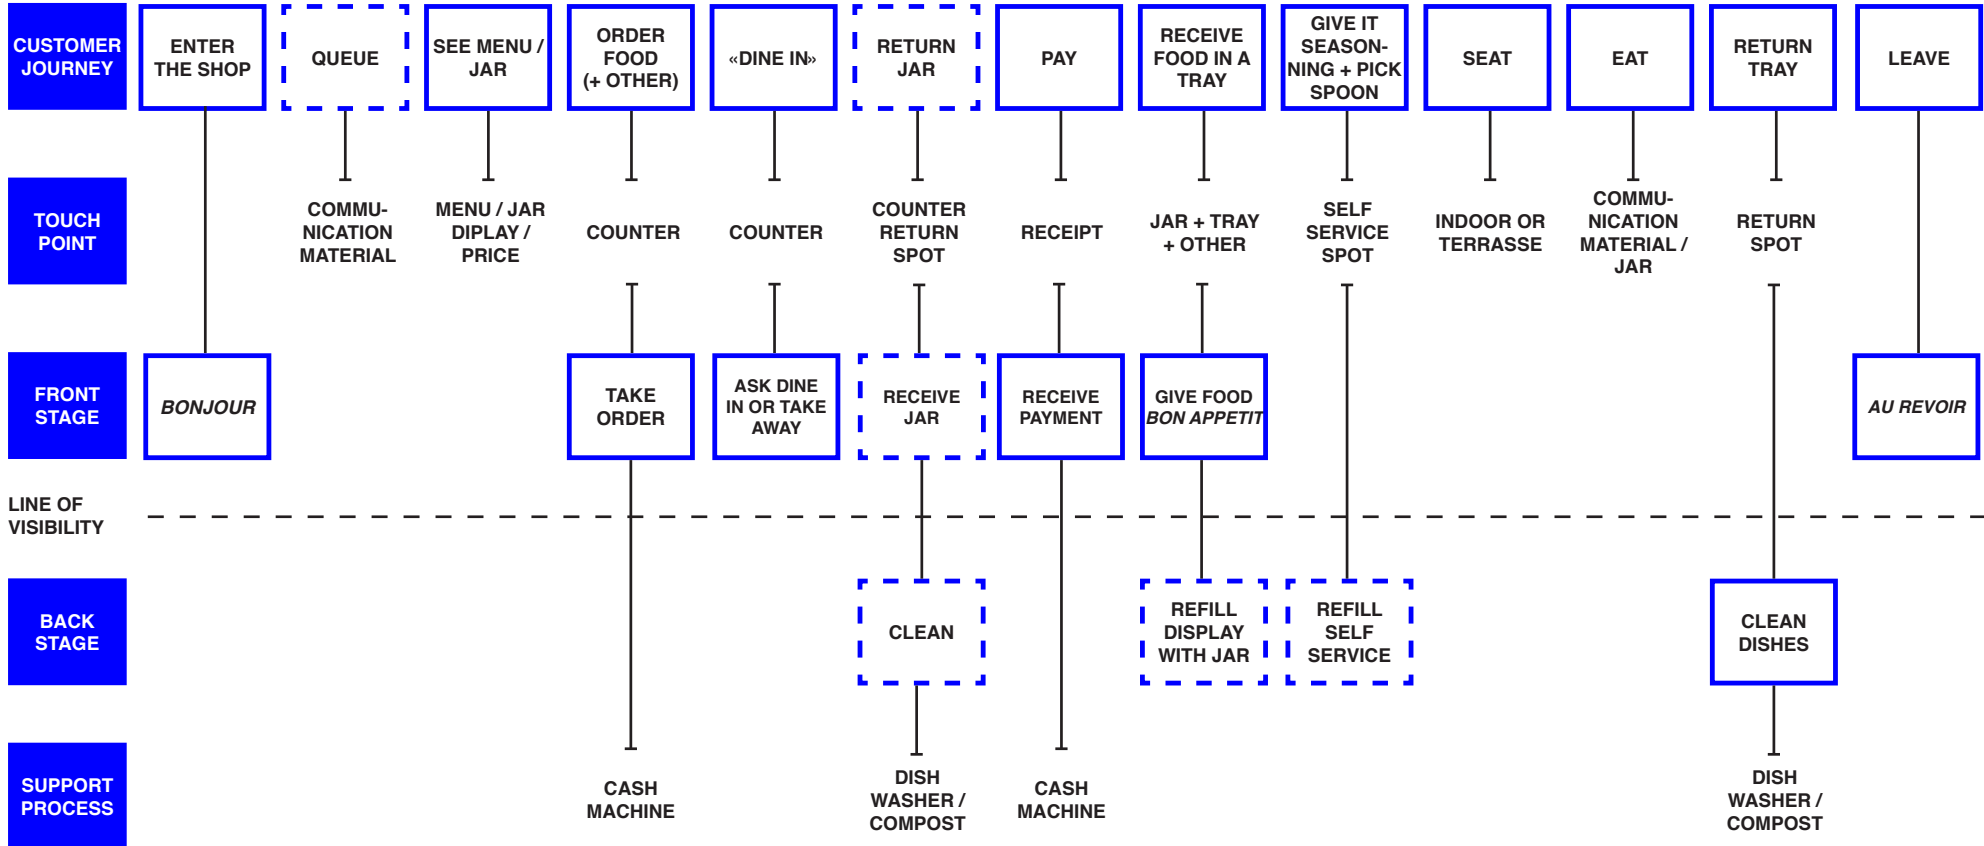 CUSTOMER
JOURNEY
ENTER
THE SHOP
QUEUE
SEE MENU /
JAR
ORDER
FOOD
(+ OTHER)
«DINE IN»
RETURN
JAR
PAY
RECEIVE
FOOD IN A
TRAY
GIVE IT
SEASON-
NING + PICK
SPOON
SEAT
EAT
RETURN
TRAY
LEAVE
TOUCH
POINT
COMMU-
NICATION
MATERIAL
MENU / JAR
DIPLAY /
PRICE
COUNTER
COUNTER
COUNTER
RETURN
SPOT
RECEIPT
JAR + TRAY
+ OTHER
SELF
SERVICE
SPOT
INDOOR OR
TERRASSE
COMMU-
NICATION
MATERIAL /
JAR
RETURN
SPOT
FRONT
STAGE
BONJOUR
TAKE
ORDER
ASK DINE
IN OR TAKE
AWAY
RECEIVE
JAR
RECEIVE
PAYMENT
GIVE FOOD
BON APPETIT
AU REVOIR
LINE OF
VISIBILITY
BACK
STAGE
CLEAN
REFILL
DISPLAY
WITH JAR
REFILL
SELF
SERVICE
CLEAN
DISHES
SUPPORT
PROCESS
CASH
MACHINE
DISH
WASHER /
COMPOST
CASH
MACHINE
DISH
WASHER /
COMPOST